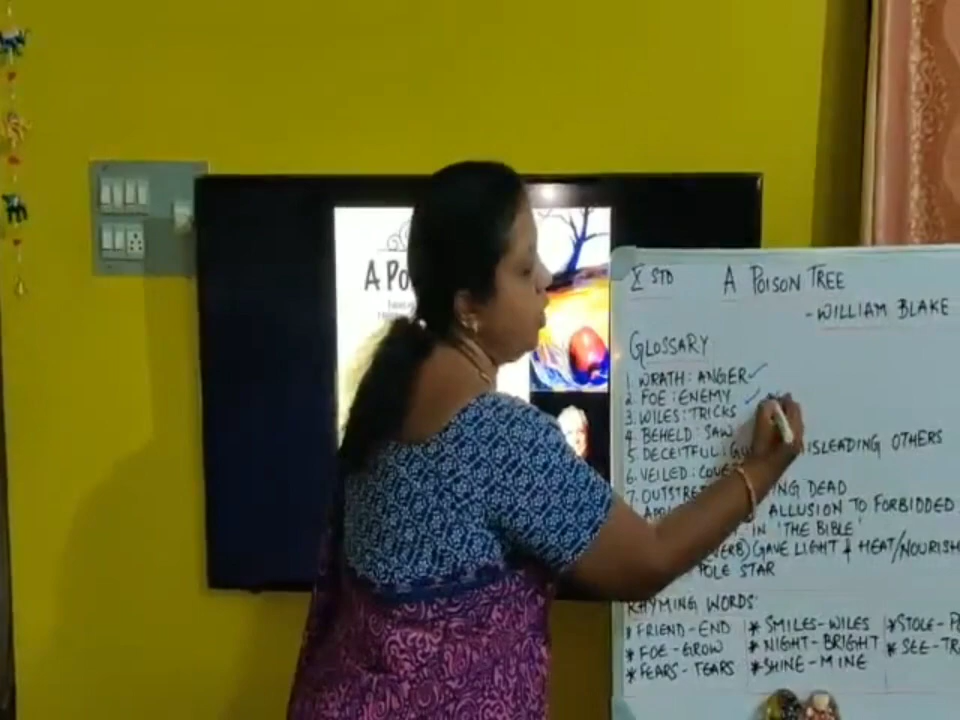 A Po
X STD
A POISON TREE
- WILLIAM BLAKE
GLOSSARY
1. WRATH: ANGER ✓
2. FOE: ENEMY ✓
3. WILES: TRICKS
4. BEHELD: SAW
5. DECEITFUL: MISLEADING OTHERS
6. VEILED:
7. DEAD
ALLUSION TO FORBIDDEN
IN 'THE BIBLE'
GAVE LIGHT & HEAT/NOURISH
POLE STAR
RHYMING WORDS
* FRIEND-END * SMILES-WILES * STOLE-
* FOE-GROW * NIGHT-BRIGHT * SEE-
* FEARS-TEARS * SHINE-MINE